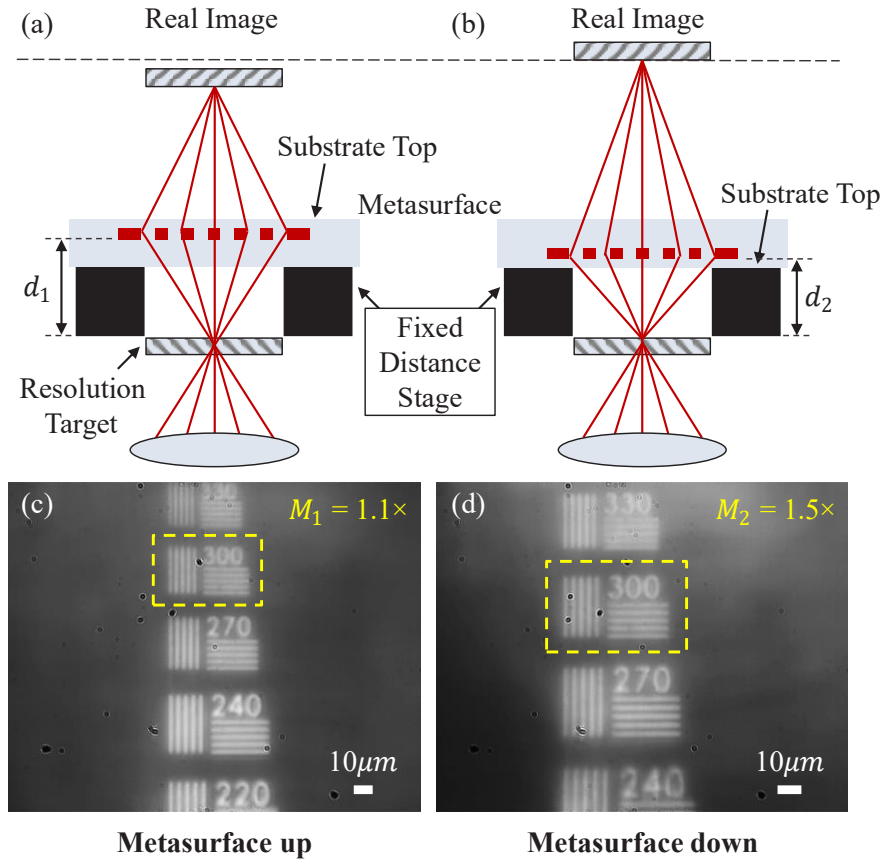 (a)
Real Image
(b)
Real Image
Substrate Top
Metasurface
Substrate Top
d₁
d₂
Fixed
Distance
Stage
Resolution
Target
(c)
M₁ = 1.1×
330
300
270
240
220
10μm
(d)
M₂ = 1.5×
330
300
270
240
10μm
Metasurface up
Metasurface down